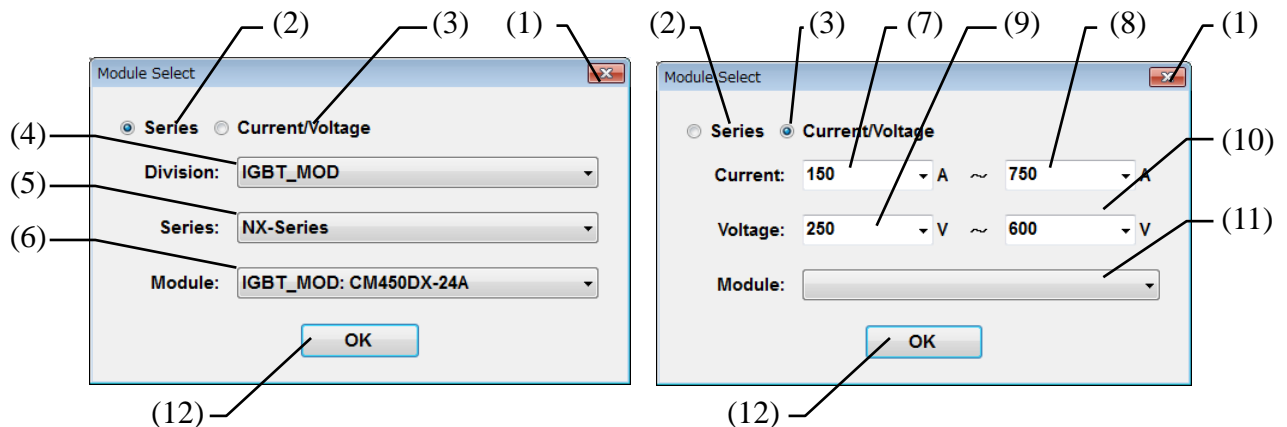 (2) (3) (1) (2) (3) (7) (9) (8) (1)
Module Select
Module Select
(4) Series Current/Voltage
Series Current/Voltage (10)
Division: IGBT_MOD
Current: 150 A ~ 750 A
(5)
Series: NX-Series
Voltage: 250 V ~ 600 V (11)
(6)
Module: IGBT_MOD: CM450DX-24A
Module:
OK
OK
(12) (12)